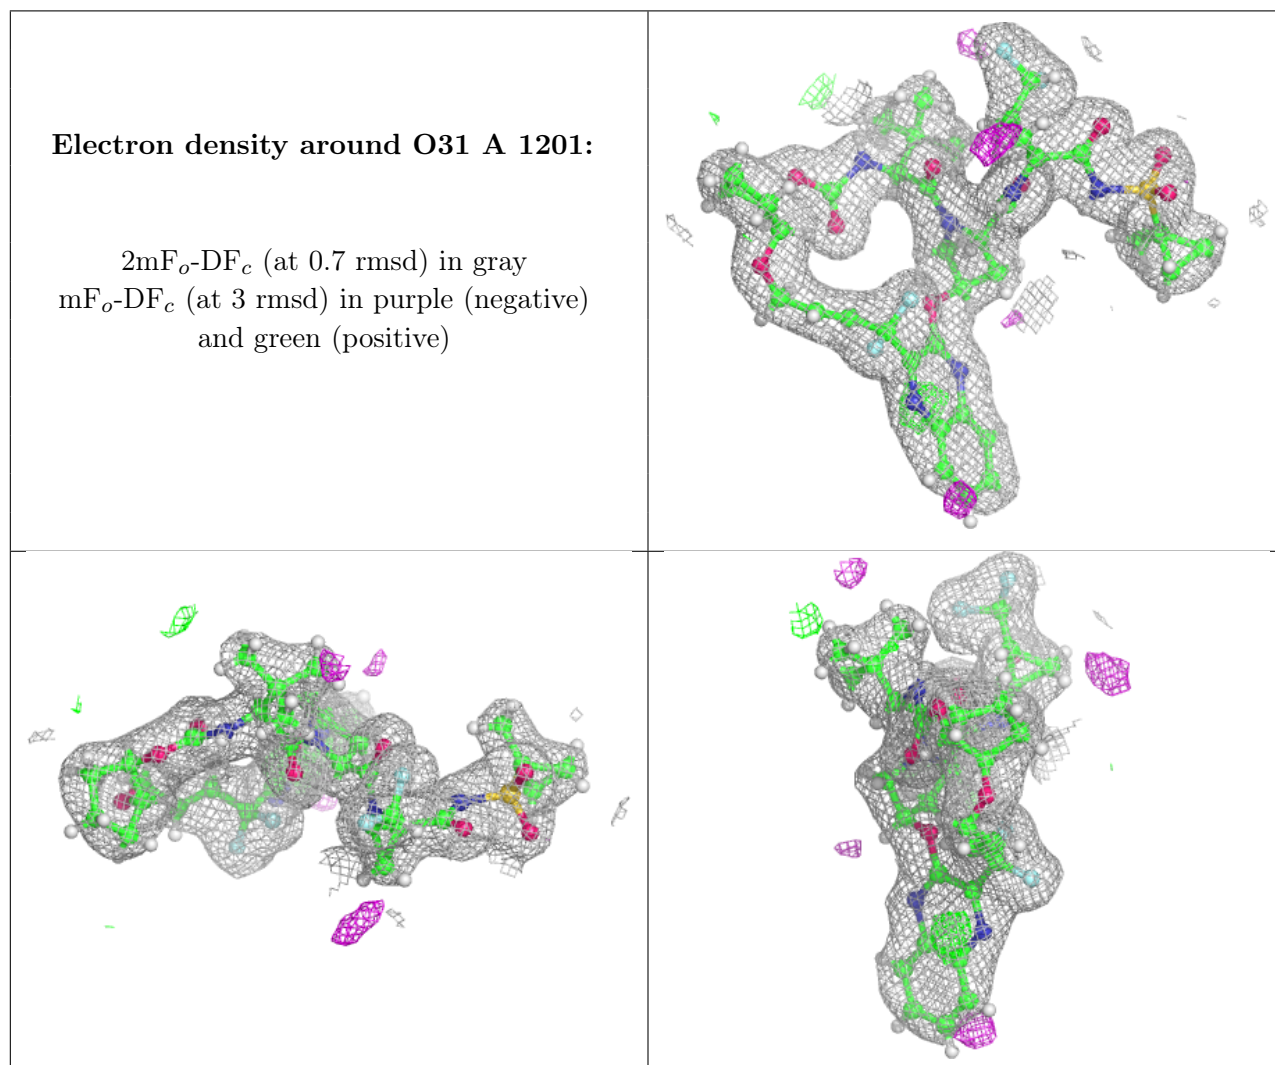 Electron density around O31 A 1201:
2mFo-DFc (at 0.7 rmsd) in gray
mFo-DFc (at 3 rmsd) in purple (negative)
and green (positive)